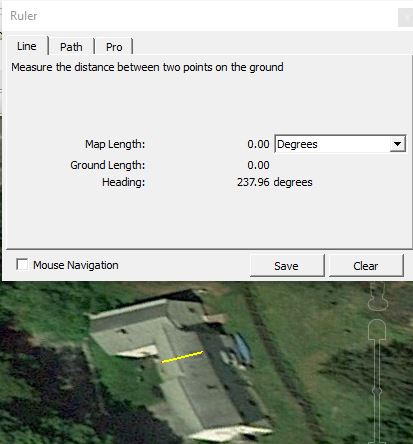 Ruler
Line Path Pro
Measure the distance between two points on the ground
Map Length: 0.00 Degrees
Ground Length: 0.00
Heading: 237.96 degrees
Mouse Navigation Save Clear